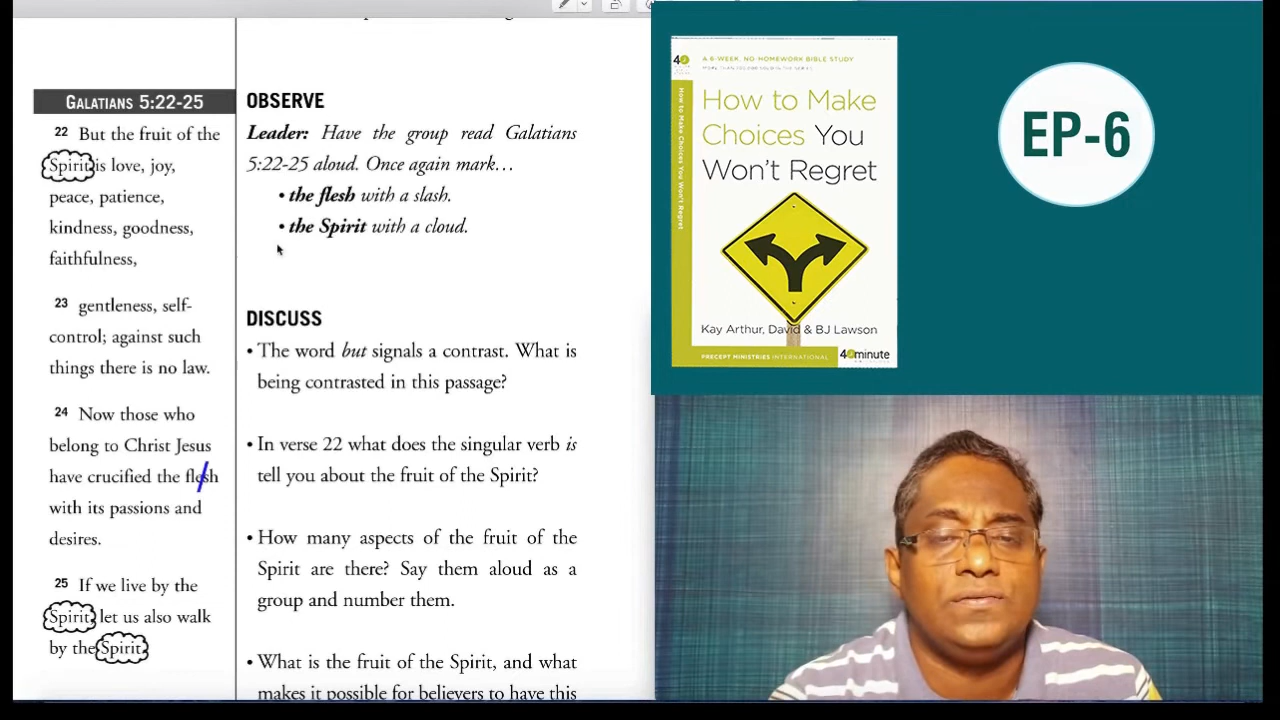 GALATIANS 5:22-25
22 But the fruit of the
Spirit is love, joy,
peace, patience,
kindness, goodness,
faithfulness,
23 gentleness, self-
control; against such
things there is no law.
24 Now those who
belong to Christ Jesus
have crucified the flesh
with its passions and
desires.
25 If we live by the
Spirit, let us also walk
by the Spirit.
OBSERVE
Leader: Have the group read Galatians
5:22-25 aloud. Once again mark…
• the flesh with a slash.
• the Spirit with a cloud.
DISCUSS
• The word but signals a contrast. What is
being contrasted in this passage?
• In verse 22 what does the singular verb is
tell you about the fruit of the Spirit?
• How many aspects of the fruit of the
Spirit are there? Say them aloud as a
group and number them.
• What is the fruit of the Spirit, and what
makes it possible for believers to have this
A 6-WEEK, NO-HOMEWORK BIBLE STUDY
How to Make
Choices You
Won't Regret
How to Make Choices You Won't Regret
Kay Arthur, David & BJ Lawson
PRECEPT MINISTRIES INTERNATIONAL
40 minute
EP-6